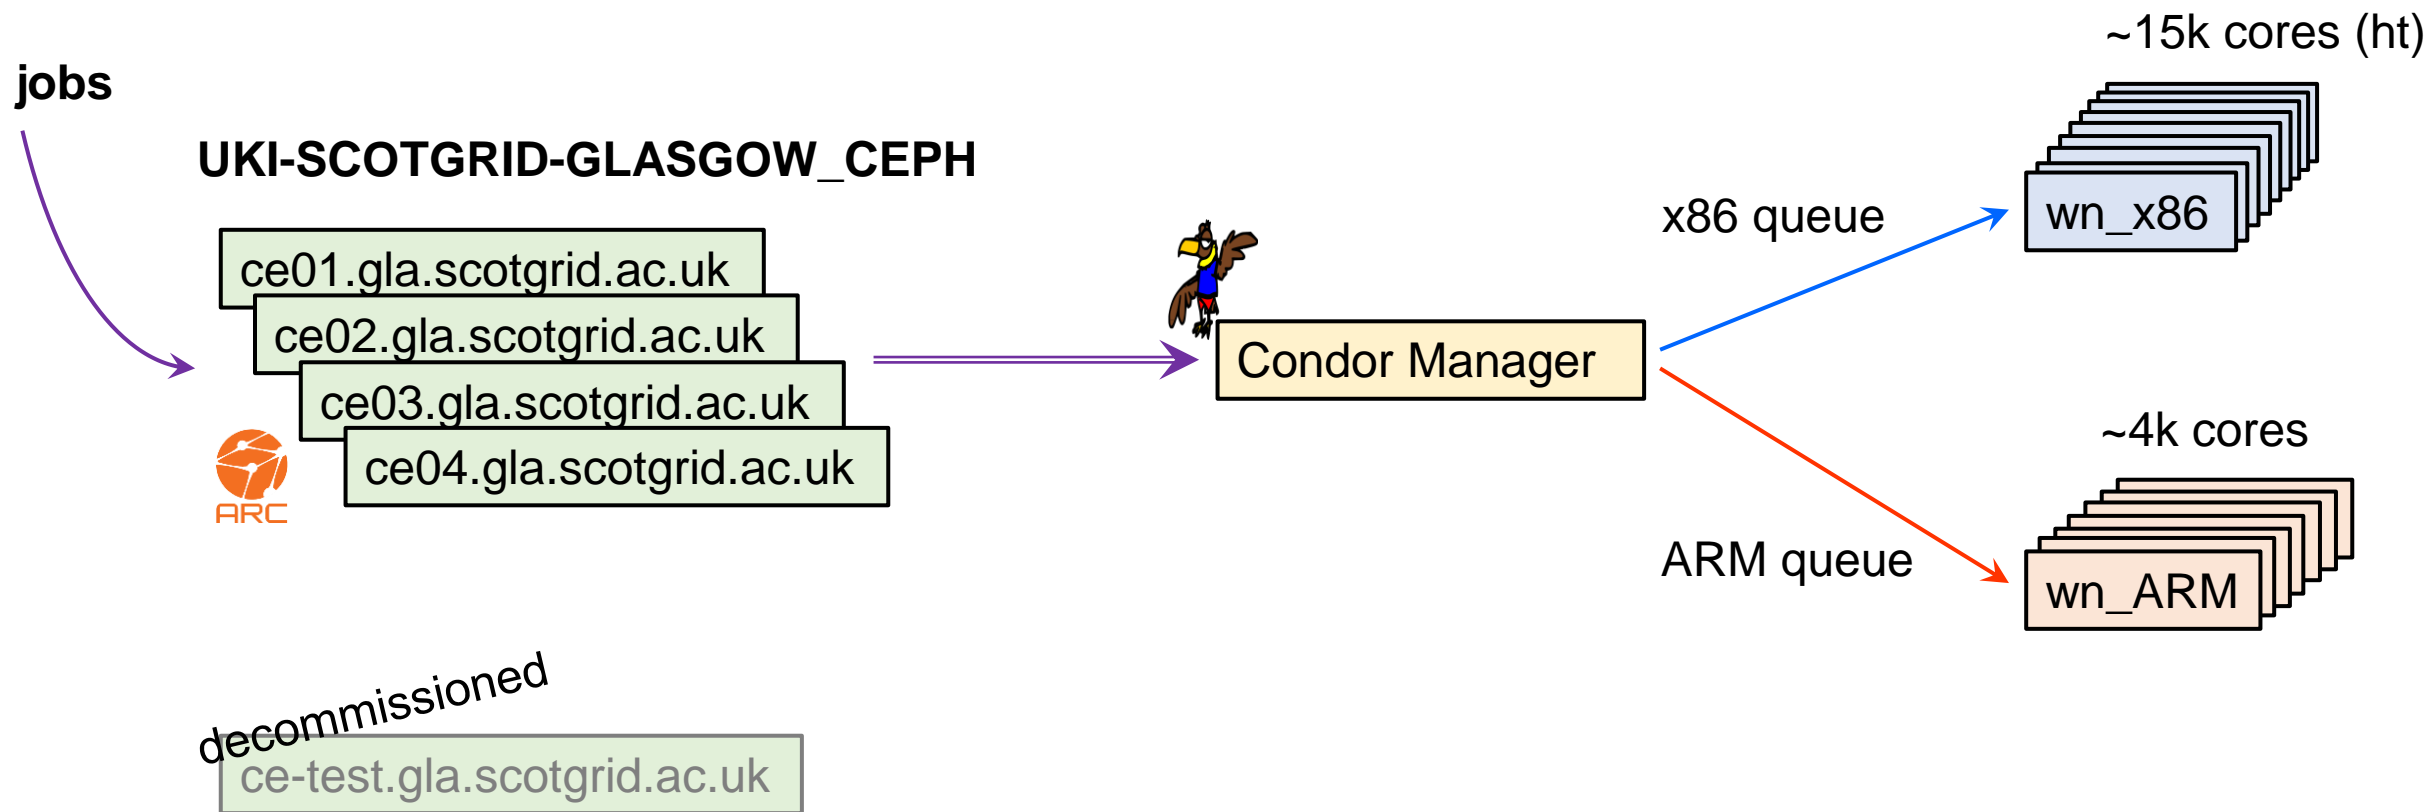 ~15k cores (ht)
jobs
UKI-SCOTGRID-GLASGOW_CEPH
x86 queue
wn_x86
ce01.gla.scotgrid.ac.uk
ce02.gla.scotgrid.ac.uk
ce03.gla.scotgrid.ac.uk
ce04.gla.scotgrid.ac.uk
ARC
Condor Manager
~4k cores
ARM queue
wn_ARM
decommissioned
ce-test.gla.scotgrid.ac.uk